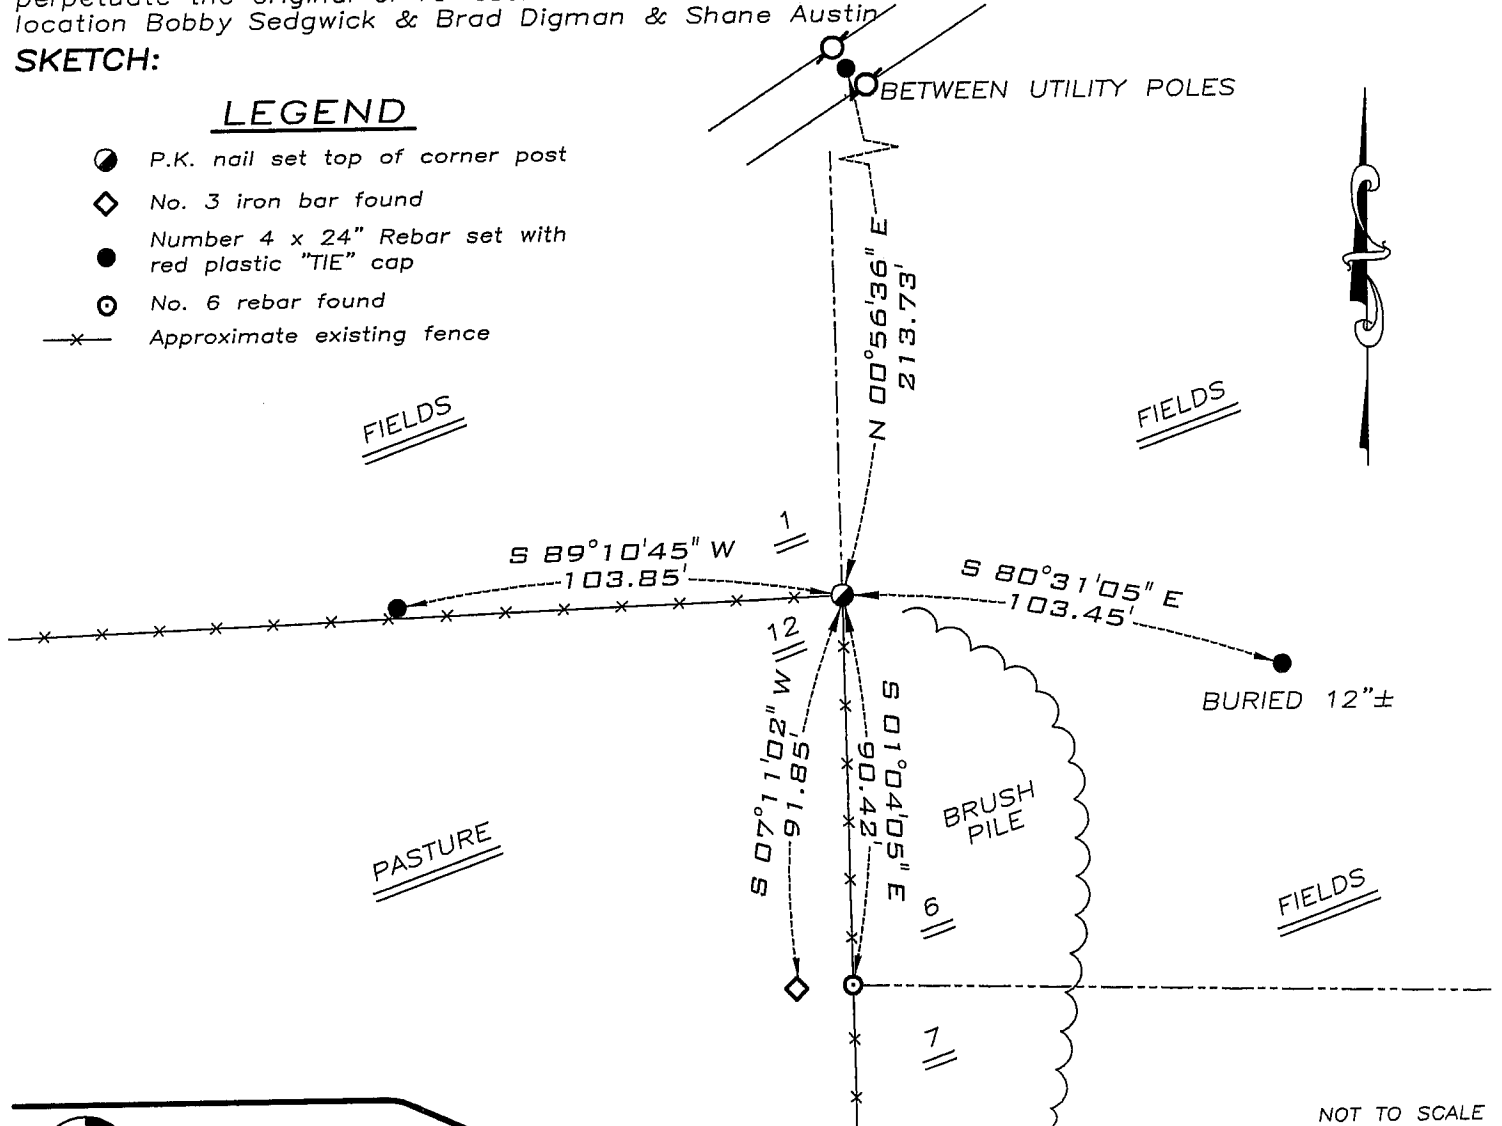 location Bobby Sedgwick & Brad Digman & Shane Austin
SKETCH:
LEGEND
P.K. nail set top of corner post
No. 3 iron bar found
Number 4 x 24" Rebar set with
red plastic "TIE" cap
No. 6 rebar found
Approximate existing fence
BETWEEN UTILITY POLES
N 00°56'36" E
213.73'
FIELDS
FIELDS
1
S 89°10'45" W
103.85'
S 80°31'05" E
103.45'
12
BURIED 12"±
S 07°11'02" W
91.85'
S 01°04'05" E
90.42'
BRUSH
PILE
PASTURE
6
FIELDS
7
NOT TO SCALE